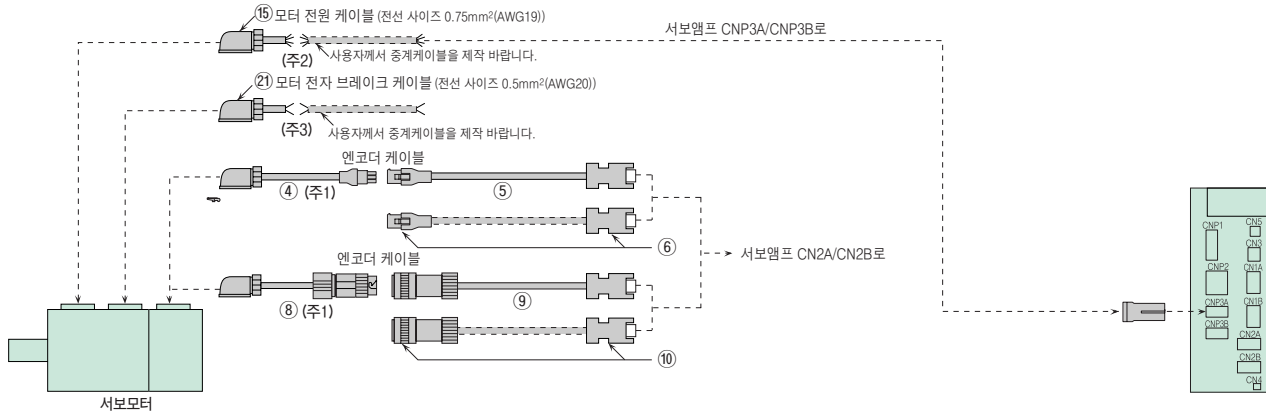 ⑮ 모터 전원 케이블 (전선 사이즈 0.75mm²(AWG19))
(주2)
사용자께서 중계케이블을 제작 바랍니다.
서보앰프 CNP3A/CNP3B로
㉑ 모터 전자 브레이크 케이블 (전선 사이즈 0.5mm²(AWG20))
(주3)
사용자께서 중계케이블을 제작 바랍니다.
엔코더 케이블
④ (주1)
⑤
⑥
서보앰프 CN2A/CN2B로
엔코더 케이블
⑧ (주1)
⑨
⑩
서보모터
CNP1
CN5
CN3
CNP2
CN1A
CNP3A
CN1B
CNP3B
CN2A
CN2B
CN4